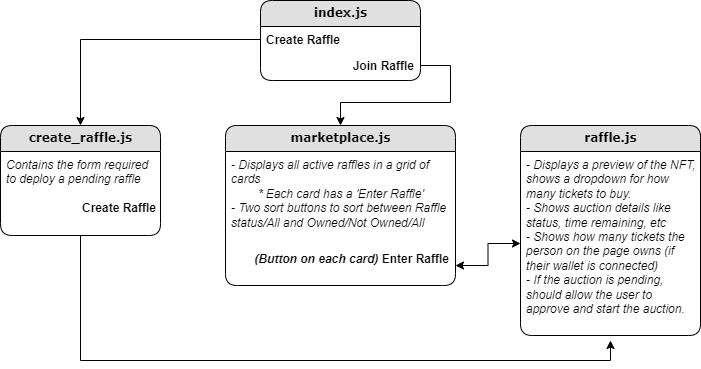 index.js
Create Raffle
Join Raffle
create_raffle.js
Contains the form required
to deploy a pending raffle
Create Raffle
marketplace.js
- Displays all active raffles in a grid of
cards
* Each card has a 'Enter Raffle'
- Two sort buttons to sort between Raffle
status/All and Owned/Not Owned/All
(Button on each card) Enter Raffle
raffle.js
- Displays a preview of the NFT,
shows a dropdown for how
many tickets to buy.
- Shows auction details like
status, time remaining, etc
- Shows how many tickets the
person on the page owns (if
their wallet is connected)
- If the auction is pending,
should allow the user to
approve and start the auction.